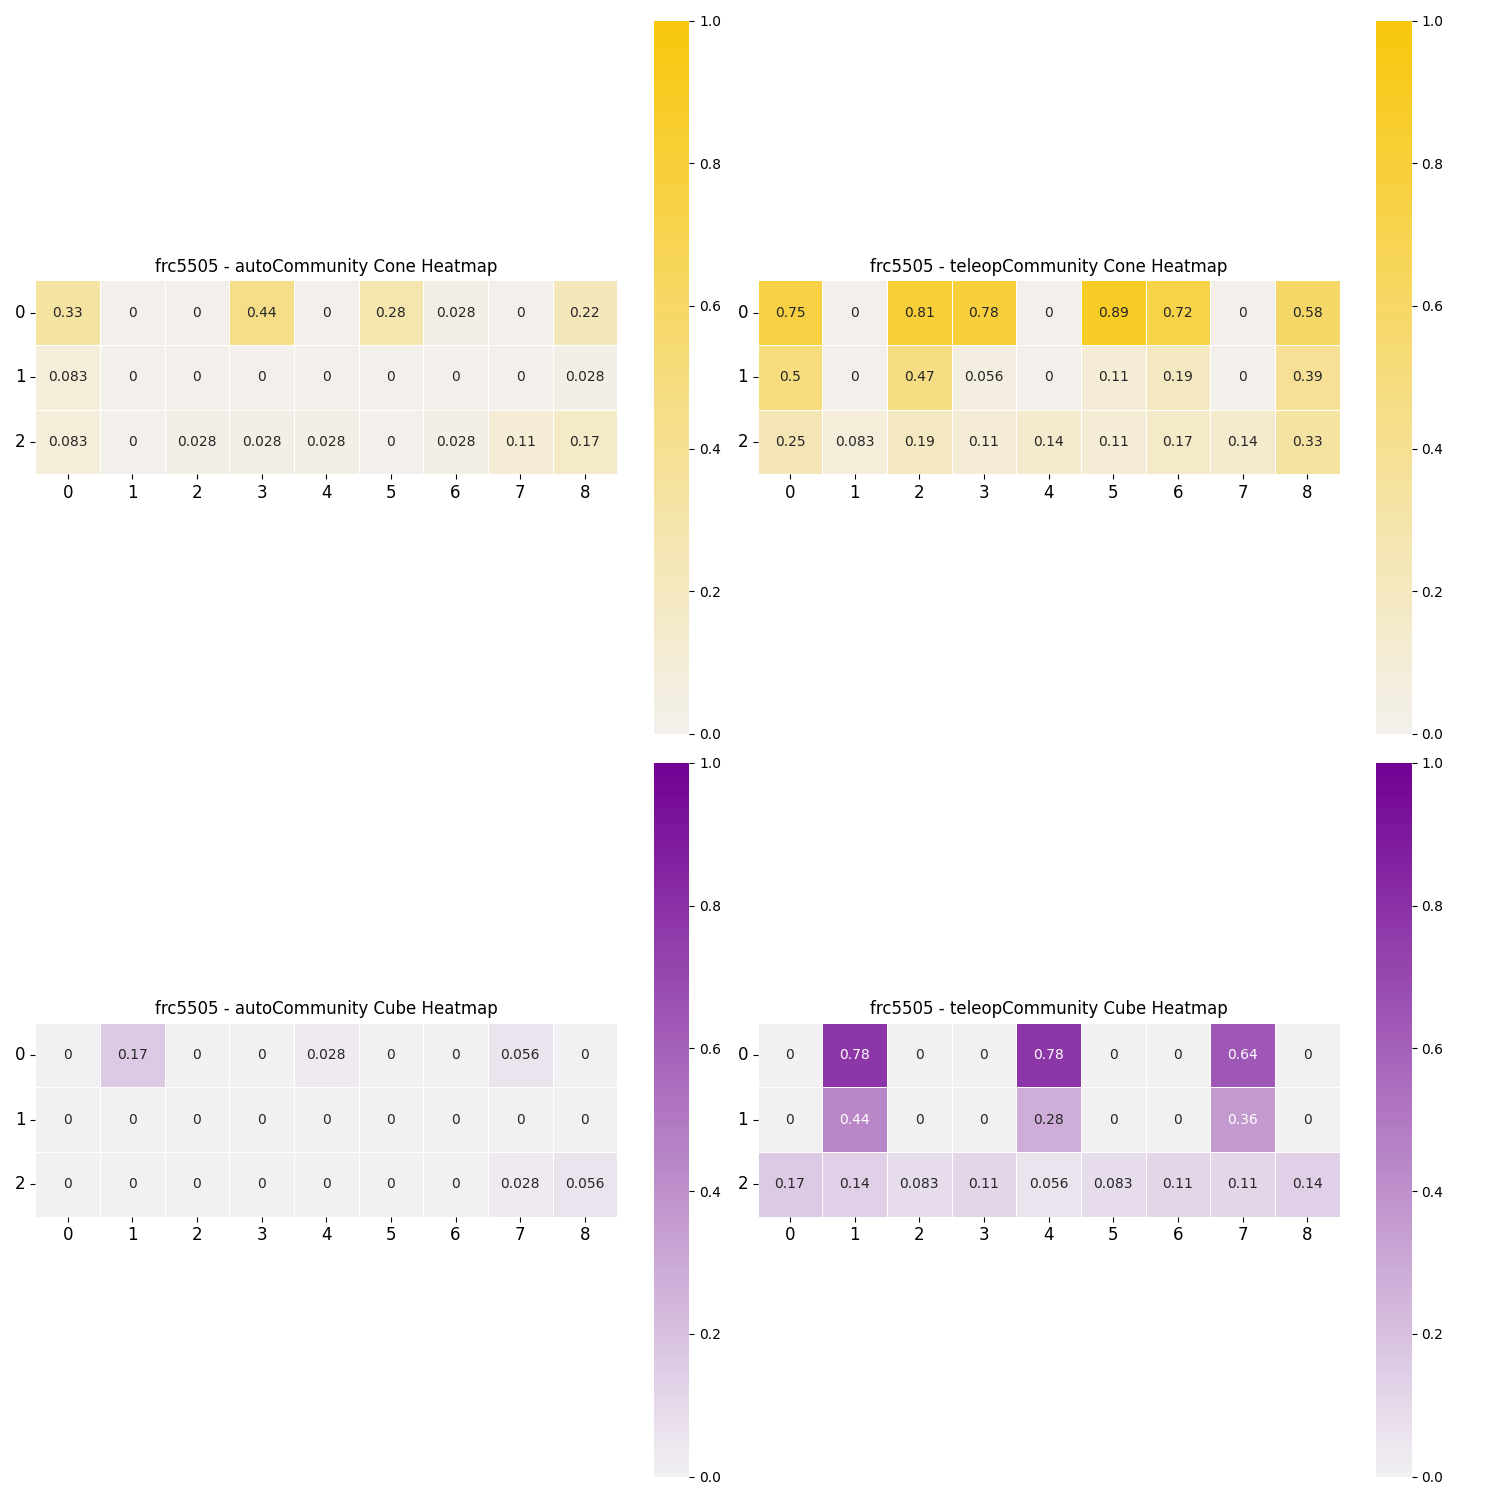 frc5505 - autoCommunity Cone Heatmap
0 0.33 0 0 0.44 0 0.28 0.028 0 0.22
1 0.083 0 0 0 0 0 0 0 0.028
2 0.083 0 0.028 0.028 0.028 0 0.028 0.11 0.17
0 1 2 3 4 5 6 7 8
1.0
0.8
0.6
0.4
0.2
0.0
frc5505 - teleopCommunity Cone Heatmap
0 0.75 0 0.81 0.78 0 0.89 0.72 0 0.58
1 0.5 0 0.47 0.056 0 0.11 0.19 0 0.39
2 0.25 0.083 0.19 0.11 0.14 0.11 0.17 0.14 0.33
0 1 2 3 4 5 6 7 8
1.0
0.8
0.6
0.4
0.2
0.0
frc5505 - autoCommunity Cube Heatmap
0 0 0.17 0 0 0.028 0 0 0.056 0
1 0 0 0 0 0 0 0 0 0
2 0 0 0 0 0 0 0 0.028 0.056
0 1 2 3 4 5 6 7 8
1.0
0.8
0.6
0.4
0.2
0.0
frc5505 - teleopCommunity Cube Heatmap
0 0 0.78 0 0 0.78 0 0 0.64 0
1 0 0.44 0 0 0.28 0 0 0.36 0
2 0.17 0.14 0.083 0.11 0.056 0.083 0.11 0.11 0.14
0 1 2 3 4 5 6 7 8
1.0
0.8
0.6
0.4
0.2
0.0